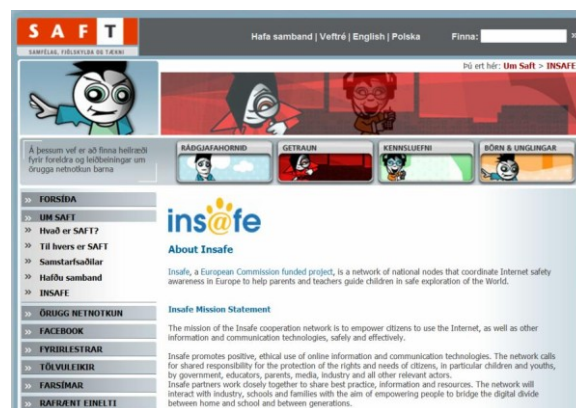 SAFT
SAMFÉLAG, FJÖLSKYLDA OG TÆKNI
Hafa samband | Veftré | English | Polska
Finna:
Þú ert hér: Um Saft > INSAFE
Á þessum vef er að finna heilræði
fyrir foreldra og leiðbeiningar um
örugga netnotkun barna
RÁÐGJAFAHORNIÐ
GETRAUN
KENNSLUEFNI
BÖRN & UNGLINGAR
» FORSÍÐA
» UM SAFT
» Hvað er SAFT?
» Til hvers er SAFT
» Samstarfsaðilar
» Hafðu samband
» INSAFE
» ÖRUGG NETNOTKUN
» FACEBOOK
» FYRIRLESTRAR
» TÖLVULEIKIR
» FARSÍMAR
» RAFRÆNT EINELTI
ins@fe
About Insafe
Insafe, a European Commission funded project, is a network of national nodes that coordinate Internet safety
awareness in Europe to help parents and teachers guide children in safe exploration of the World.
Insafe Mission Statement
The mission of the Insafe cooperation network is to empower citizens to use the Internet, as well as other
information and communication technologies, safely and effectively.
Insafe promotes positive, ethical use of online information and communication technologies. The network calls
for shared responsibility for the protection of the rights and needs of citizens, in particular children and youths,
by government, educators, parents, media, industry and all other relevant actors.
Insafe partners work closely together to share best practice, information and resources. The network will
interact with industry, schools and families with the aim of empowering people to bridge the digital divide
between home and school and between generations.